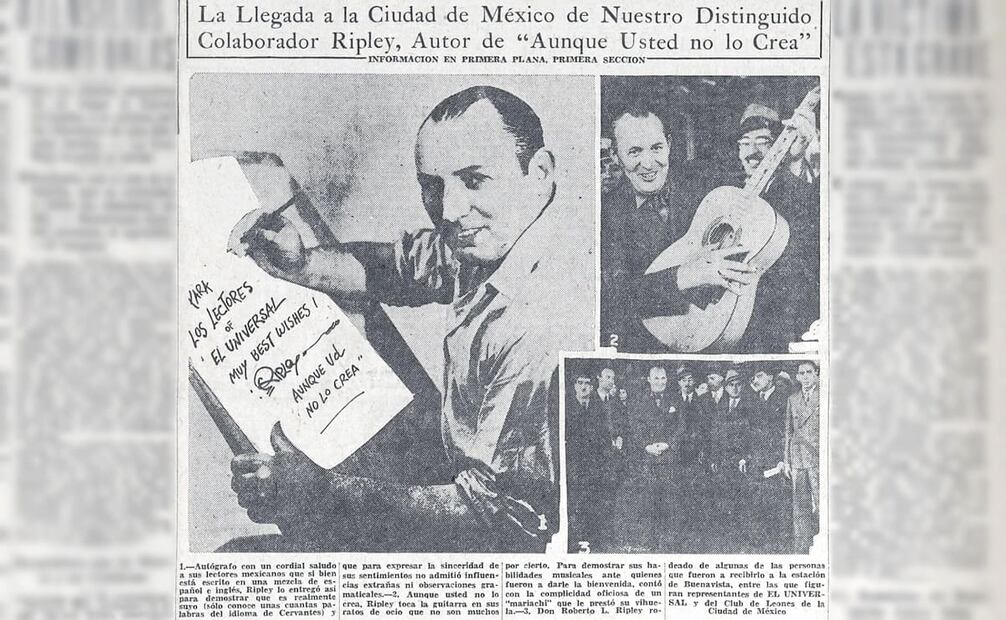 La Llegada a la Ciudad de México de Nuestro Distinguido
Colaborador Ripley, Autor de “Aunque Usted no lo Crea”
INFORMACION EN PRIMERA PLANA, PRIMERA SECCION
PARK
LOS LECTORES
OF
"EL UNIVERSAL
MUY BEST WISHES!
Ripley
"AUNQUE Ud
NO LO CREA"
1
2
3
1.—Autógrafo con un cordial saludo
a sus lectores mexicanos que si bien
está escrito en una mezcla de es-
pañol e inglés, Ripley lo entregó así
para demostrar que es realmente
suyo (sólo conoce unas cuantas pa-
labras del idioma de Cervantes) y
que para expresar la sinceridad de
sus sentimientos no admitió influen-
cias extrañas ni observaciones gra-
maticales.—2. Aunque usted no lo
crea, Ripley toca la guitarra en sus
ratos de ocio que no son muchos
por cierto. Para demostrar sus ha-
bilidades musicales ante quienes
fueron a darle la bienvenida, contó
con la complicidad oficiosa de un
“mariachi” que le prestó su vihue-
la.—3, Don Roberto L. Ripley ro-
deado de algunas de las personas
que fueron a recibirlo a la estación
de Buenavista, entre las que figu-
ran representantes de EL UNIVER-
SAL y del Club de Leones de la
Ciudad de México